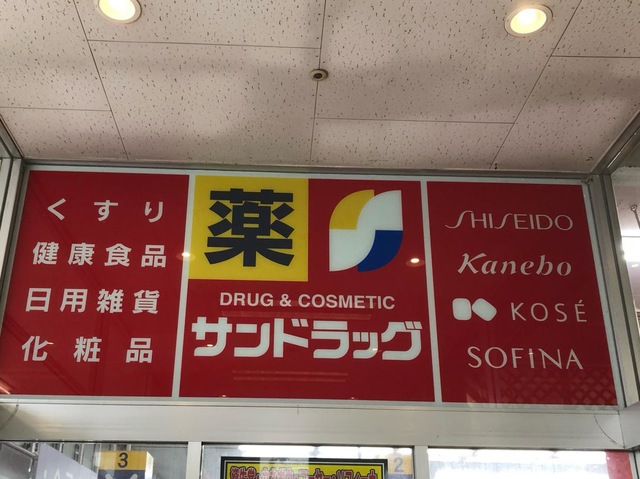 くすり
健康食品
日用雑貨
化粧品
薬
DRUG & COSMETIC
サンドラッグ
SHISEIDO
Kanebo
KOSÉ
SOFINA
3
2